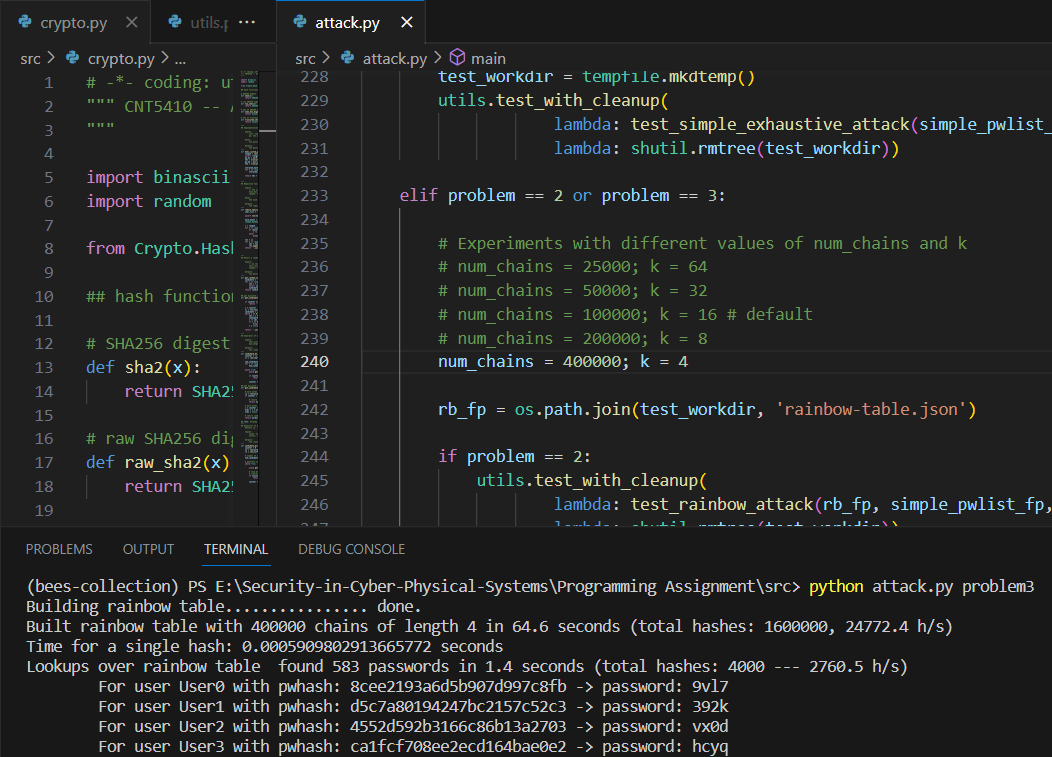 crypto.py
utils.p ···
attack.py
src > crypto.py > ...
src > attack.py > main
1 # -*- coding: u
2 """ CNT5410 --
3 """
4
5 import binascii
6 import random
7
8 from Crypto.Has
9
10 ## hash function
11
12 # SHA256 digest
13 def sha2(x):
14 return SHA2
15
16 # raw SHA256 dig
17 def raw_sha2(x)
18 return SHA2
19
228 test_workdir = tempfile.mkdtemp()
229 utils.test_with_cleanup(
230 lambda: test_simple_exhaustive_attack(simple_pwlist_
231 lambda: shutil.rmtree(test_workdir))
232
233 elif problem == 2 or problem == 3:
234
235 # Experiments with different values of num_chains and k
236 # num_chains = 25000; k = 64
237 # num_chains = 50000; k = 32
238 # num_chains = 100000; k = 16 # default
239 # num_chains = 200000; k = 8
240 num_chains = 400000; k = 4
241
242 rb_fp = os.path.join(test_workdir, 'rainbow-table.json')
243
244 if problem == 2:
245 utils.test_with_cleanup(
246 lambda: test_rainbow_attack(rb_fp, simple_pwlist_fp,
247 lambda: shutil.rmtree(test_workdir))
PROBLEMS OUTPUT TERMINAL DEBUG CONSOLE
(bees-collection) PS E:\Security-in-Cyber-Physical-Systems\Programming Assignment\src> python attack.py problem3
Building rainbow table................ done.
Built rainbow table with 400000 chains of length 4 in 64.6 seconds (total hashes: 1600000, 24772.4 h/s)
Time for a single hash: 0.0005909802913665772 seconds
Lookups over rainbow table  found 583 passwords in 1.4 seconds (total hashes: 4000 --- 2760.5 h/s)
For user User0 with pwhash: 8cee2193a6d5b907d997c8fb -> password: 9vl7
For user User1 with pwhash: d5c7a80194247bc2157c52c3 -> password: 392k
For user User2 with pwhash: 4552d592b3166c86b13a2703 -> password: vx0d
For user User3 with pwhash: ca1fcf708ee2ecd164bae0e2 -> password: hcyq